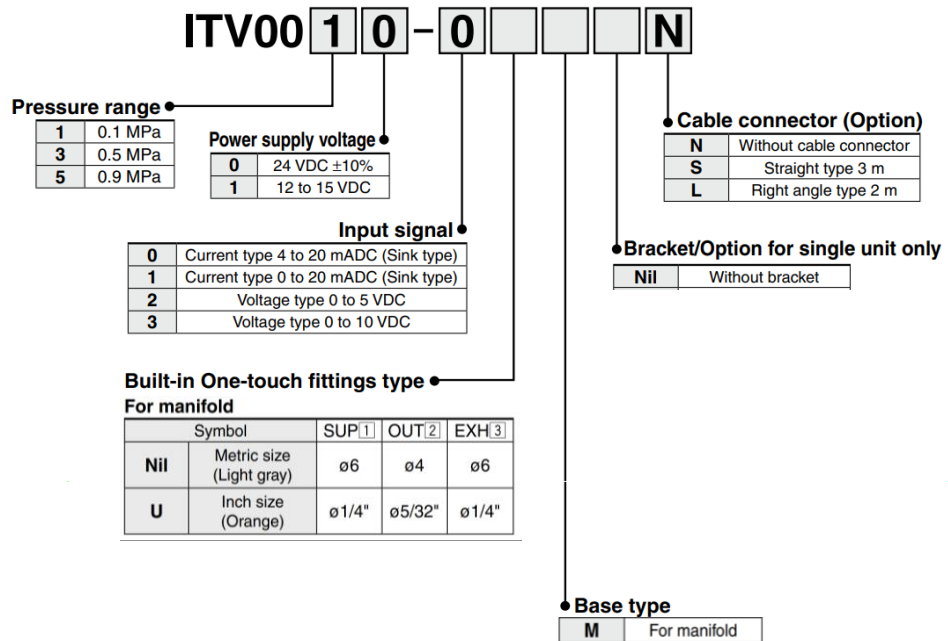 ITV00 1 0 - 0 N
Pressure range
1 0.1 MPa
3 0.5 MPa
5 0.9 MPa
Power supply voltage
0 24 VDC ±10%
1 12 to 15 VDC
Cable connector (Option)
N Without cable connector
S Straight type 3 m
L Right angle type 2 m
Input signal
0 Current type 4 to 20 mADC (Sink type)
1 Current type 0 to 20 mADC (Sink type)
2 Voltage type 0 to 5 VDC
3 Voltage type 0 to 10 VDC
Bracket/Option for single unit only
Nil Without bracket
Built-in One-touch fittings type
For manifold
Symbol SUP1 OUT2 EXH3
Nil Metric size
(Light gray) ø6 ø4 ø6
U Inch size
(Orange) ø1/4" ø5/32" ø1/4"
Base type
M For manifold